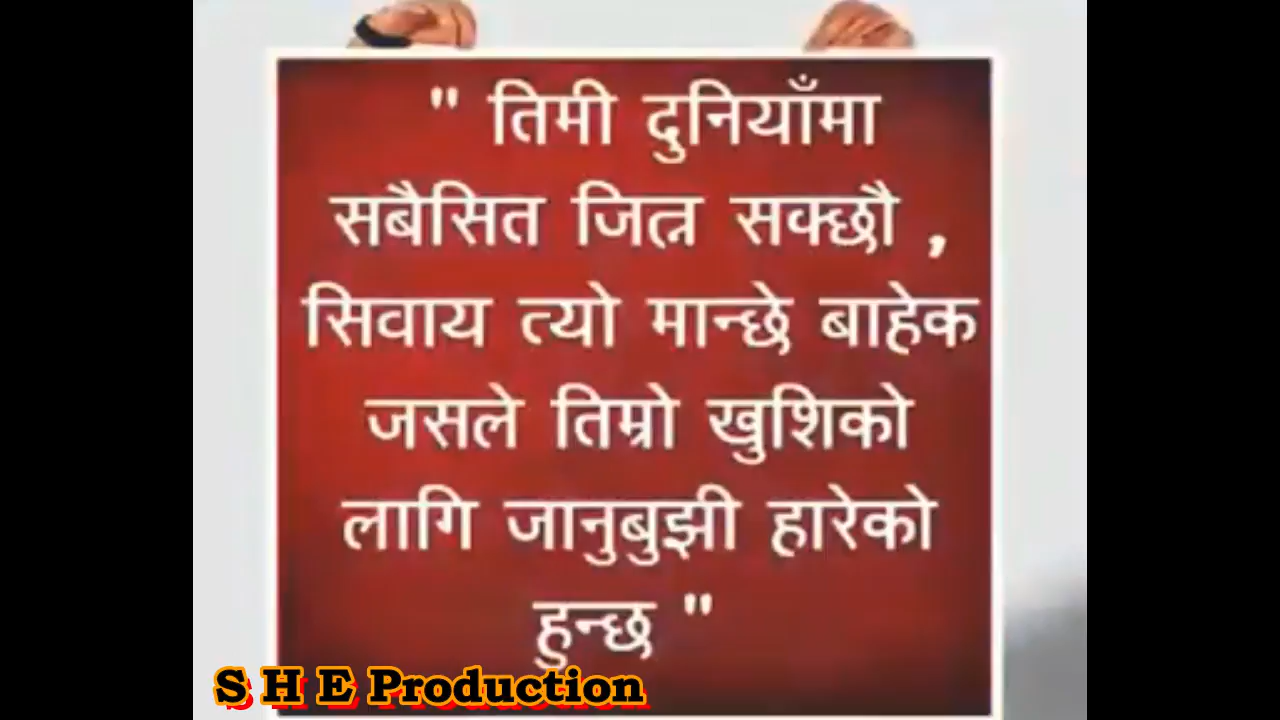 " तिमी दुनियाँमा
सबैसित जित्न सक्छौ ,
सिवाय त्यो मान्छे बाहेक
जसले तिम्रो खुशिको
लागि जानुबुझी हारेको
हुन्छ "
S H E Production